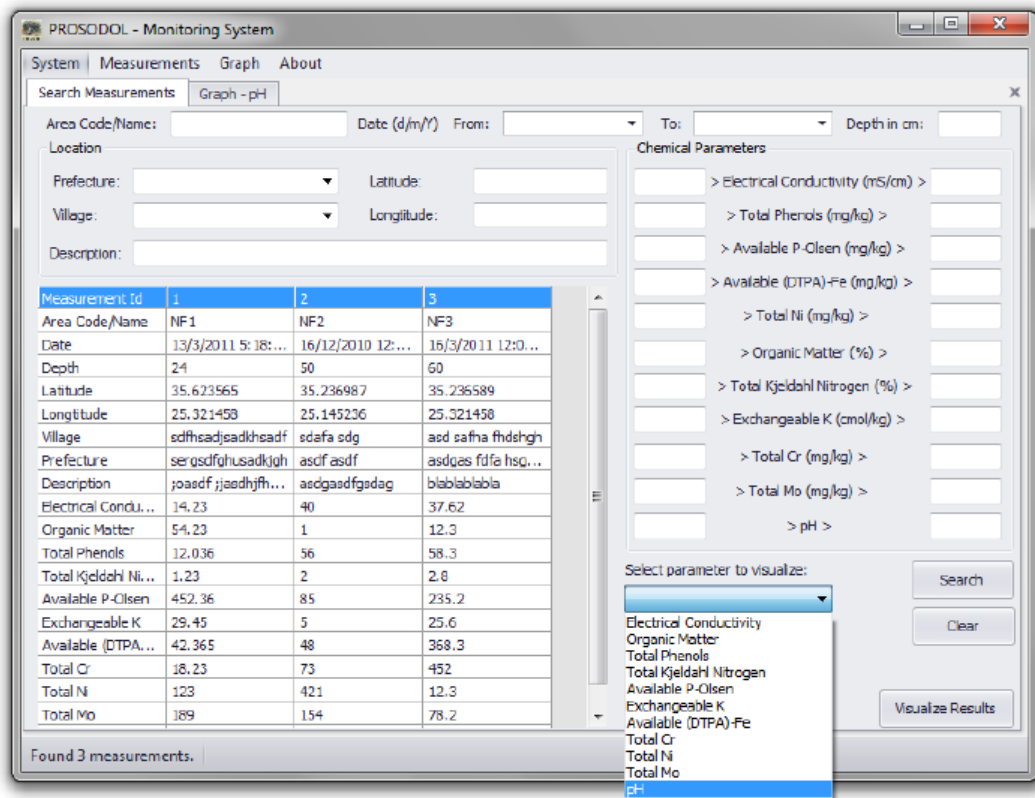 PROSODOL - Monitoring System
System Measurements Graph About
Search Measurements Graph - pH
Area Code/Name: Date (d/m/Y) From: To: Depth in cm:
Location
Prefecture: Latitude:
Village: Longtitude:
Description:
Chemical Parameters
> Electrical Conductivity (mS/cm) >
> Total Phenols (mg/kg) >
> Available P-Olsen (mg/kg) >
> Available (DTPA)-Fe (mg/kg) >
> Total Ni (mg/kg) >
> Organic Matter (%) >
> Total Kjeldahl Nitrogen (%) >
> Exchangeable K (cmol/kg) >
> Total Cr (mg/kg) >
> Total Mo (mg/kg) >
> pH >
Measurement Id 1 2 3
Area Code/Name NF1 NF2 NF3
Date 13/3/2011 5:18:... 16/12/2010 12:... 16/3/2011 12:0...
Depth 24 50 60
Latitude 35.623565 35.236987 35.236589
Longtitude 25.321458 25.145236 25.321458
Village sdfhsadjsadkhsadf sdafa sdg asd safha fhdshgh
Prefecture sergsdfghusadkjgh asdf asdf asdgas fdfa hsg...
Description ;oasdf ;jasdhjfh... asdgasdfgsdag blablablabla
Electrical Condu... 14.23 40 37.62
Organic Matter 54.23 1 12.3
Total Phenols 12.036 56 58.3
Total Kjeldahl Ni... 1.23 2 2.8
Available P-Olsen 452.36 85 235.2
Exchangeable K 29.45 5 25.6
Available (DTPA... 42.365 48 368.3
Total Cr 18.23 73 452
Total Ni 123 421 12.3
Total Mo 189 154 78.2
Select parameter to visualize:
Electrical Conductivity
Organic Matter
Total Phenols
Total Kjeldahl Nitrogen
Available P-Olsen
Exchangeable K
Available (DTPA)-Fe
Total Cr
Total Ni
Total Mo
pH
Search
Clear
Visualize Results
Found 3 measurements.